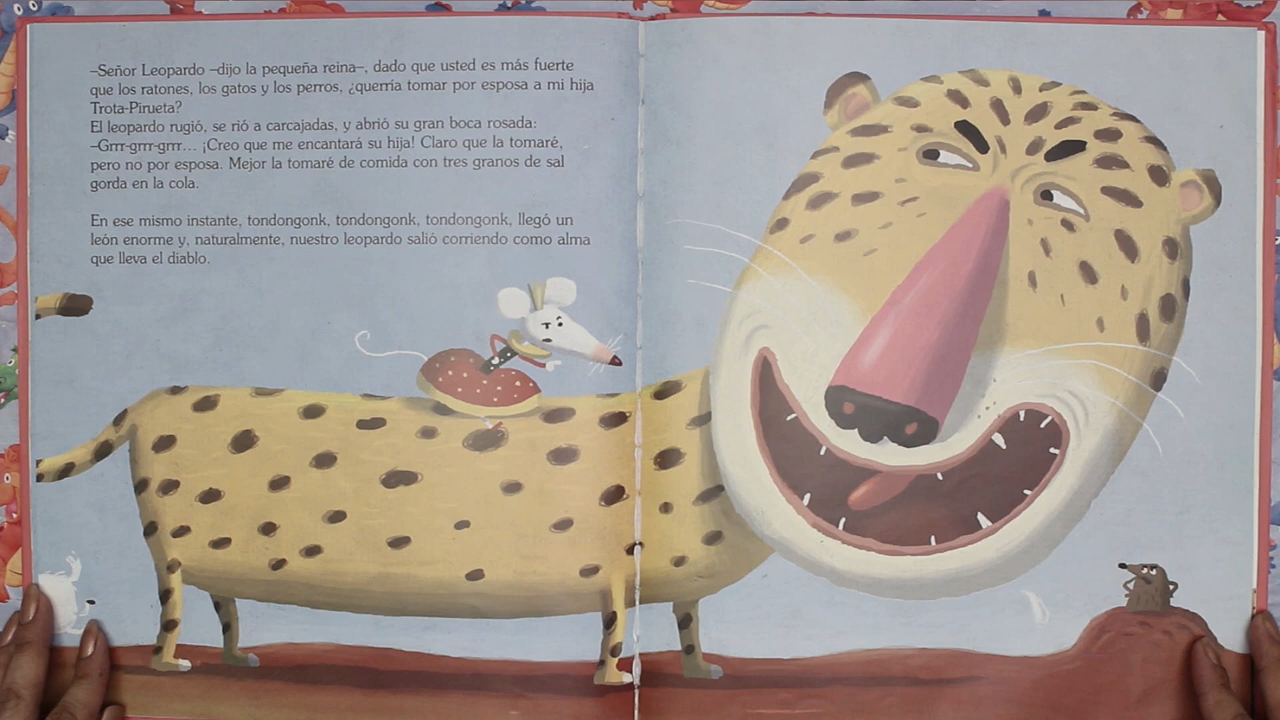 –Señor Leopardo –dijo la pequeña reina–, dado que usted es más fuerte
que los ratones, los gatos y los perros, ¿querría tomar por esposa a mi hija
Trota-Pirueta?
El leopardo rugió, se rió a carcajadas, y abrió su gran boca rosada:
–Grrr-grrr-grrr... ¡Creo que me encantará su hija! Claro que la tomaré,
pero no por esposa. Mejor la tomaré de comida con tres granos de sal
gorda en la cola.
En ese mismo instante, tondongonk, tondongonk, tondongonk, llegó un
león enorme y, naturalmente, nuestro leopardo salió corriendo como alma
que lleva el diablo.